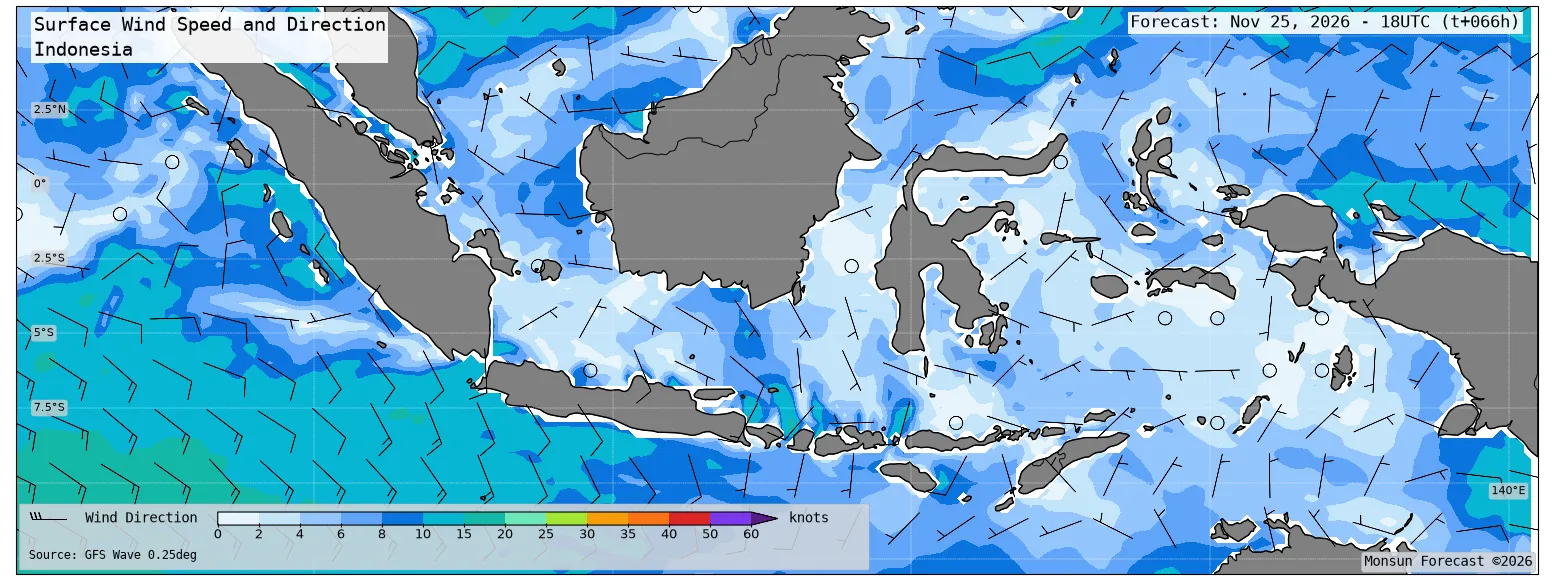 Surface Wind Speed and Direction
Indonesia
Forecast: Nov 25, 2026 - 18UTC (t+066h)
2.5°N
0°
2.5°S
5°S
7.5°S
140°E
Wind Direction
0 2 4 6 8 10 15 20 25 30 35 40 50 60 knots
Source: GFS Wave 0.25deg
Monsun Forecast ©2026